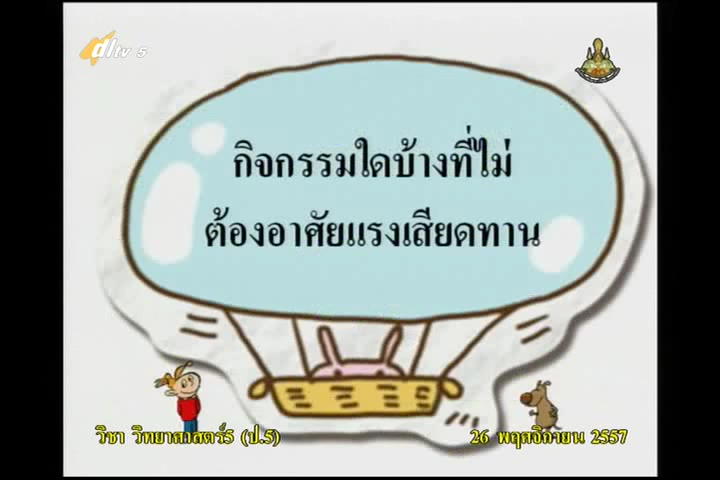 dltv 5
กิจกรรมใดบ้างที่ไม่
ต้องอาศัยแรงเสียดทาน
วิชา วิทยาศาสตร์5 (ป.5)
26 พฤศจิกายน 2557